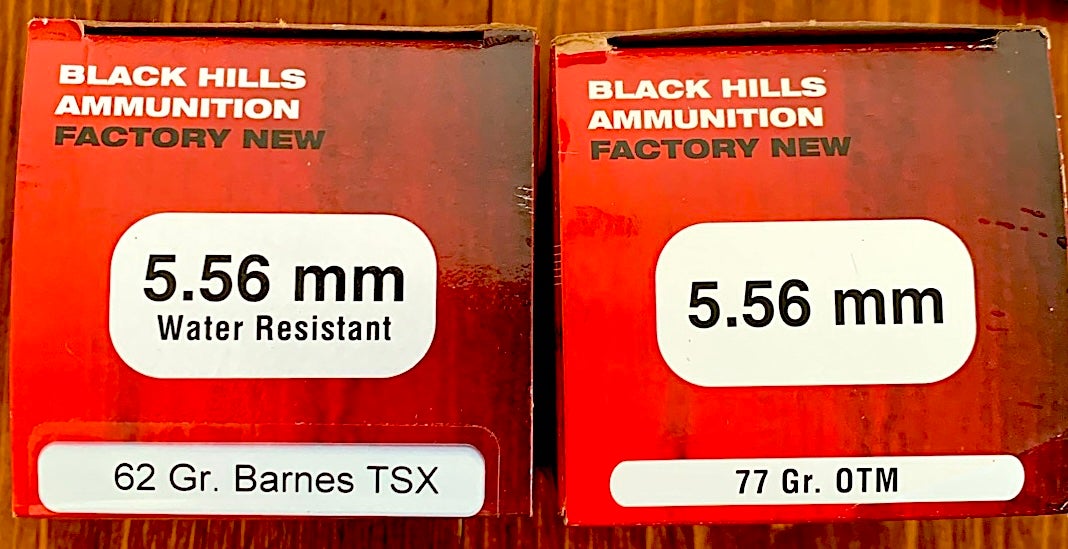 BLACK HILLS
AMMUNITION
FACTORY NEW
5.56 mm
Water Resistant
62 Gr. Barnes TSX
BLACK HILLS
AMMUNITION
FACTORY NEW
5.56 mm
77 Gr. OTM